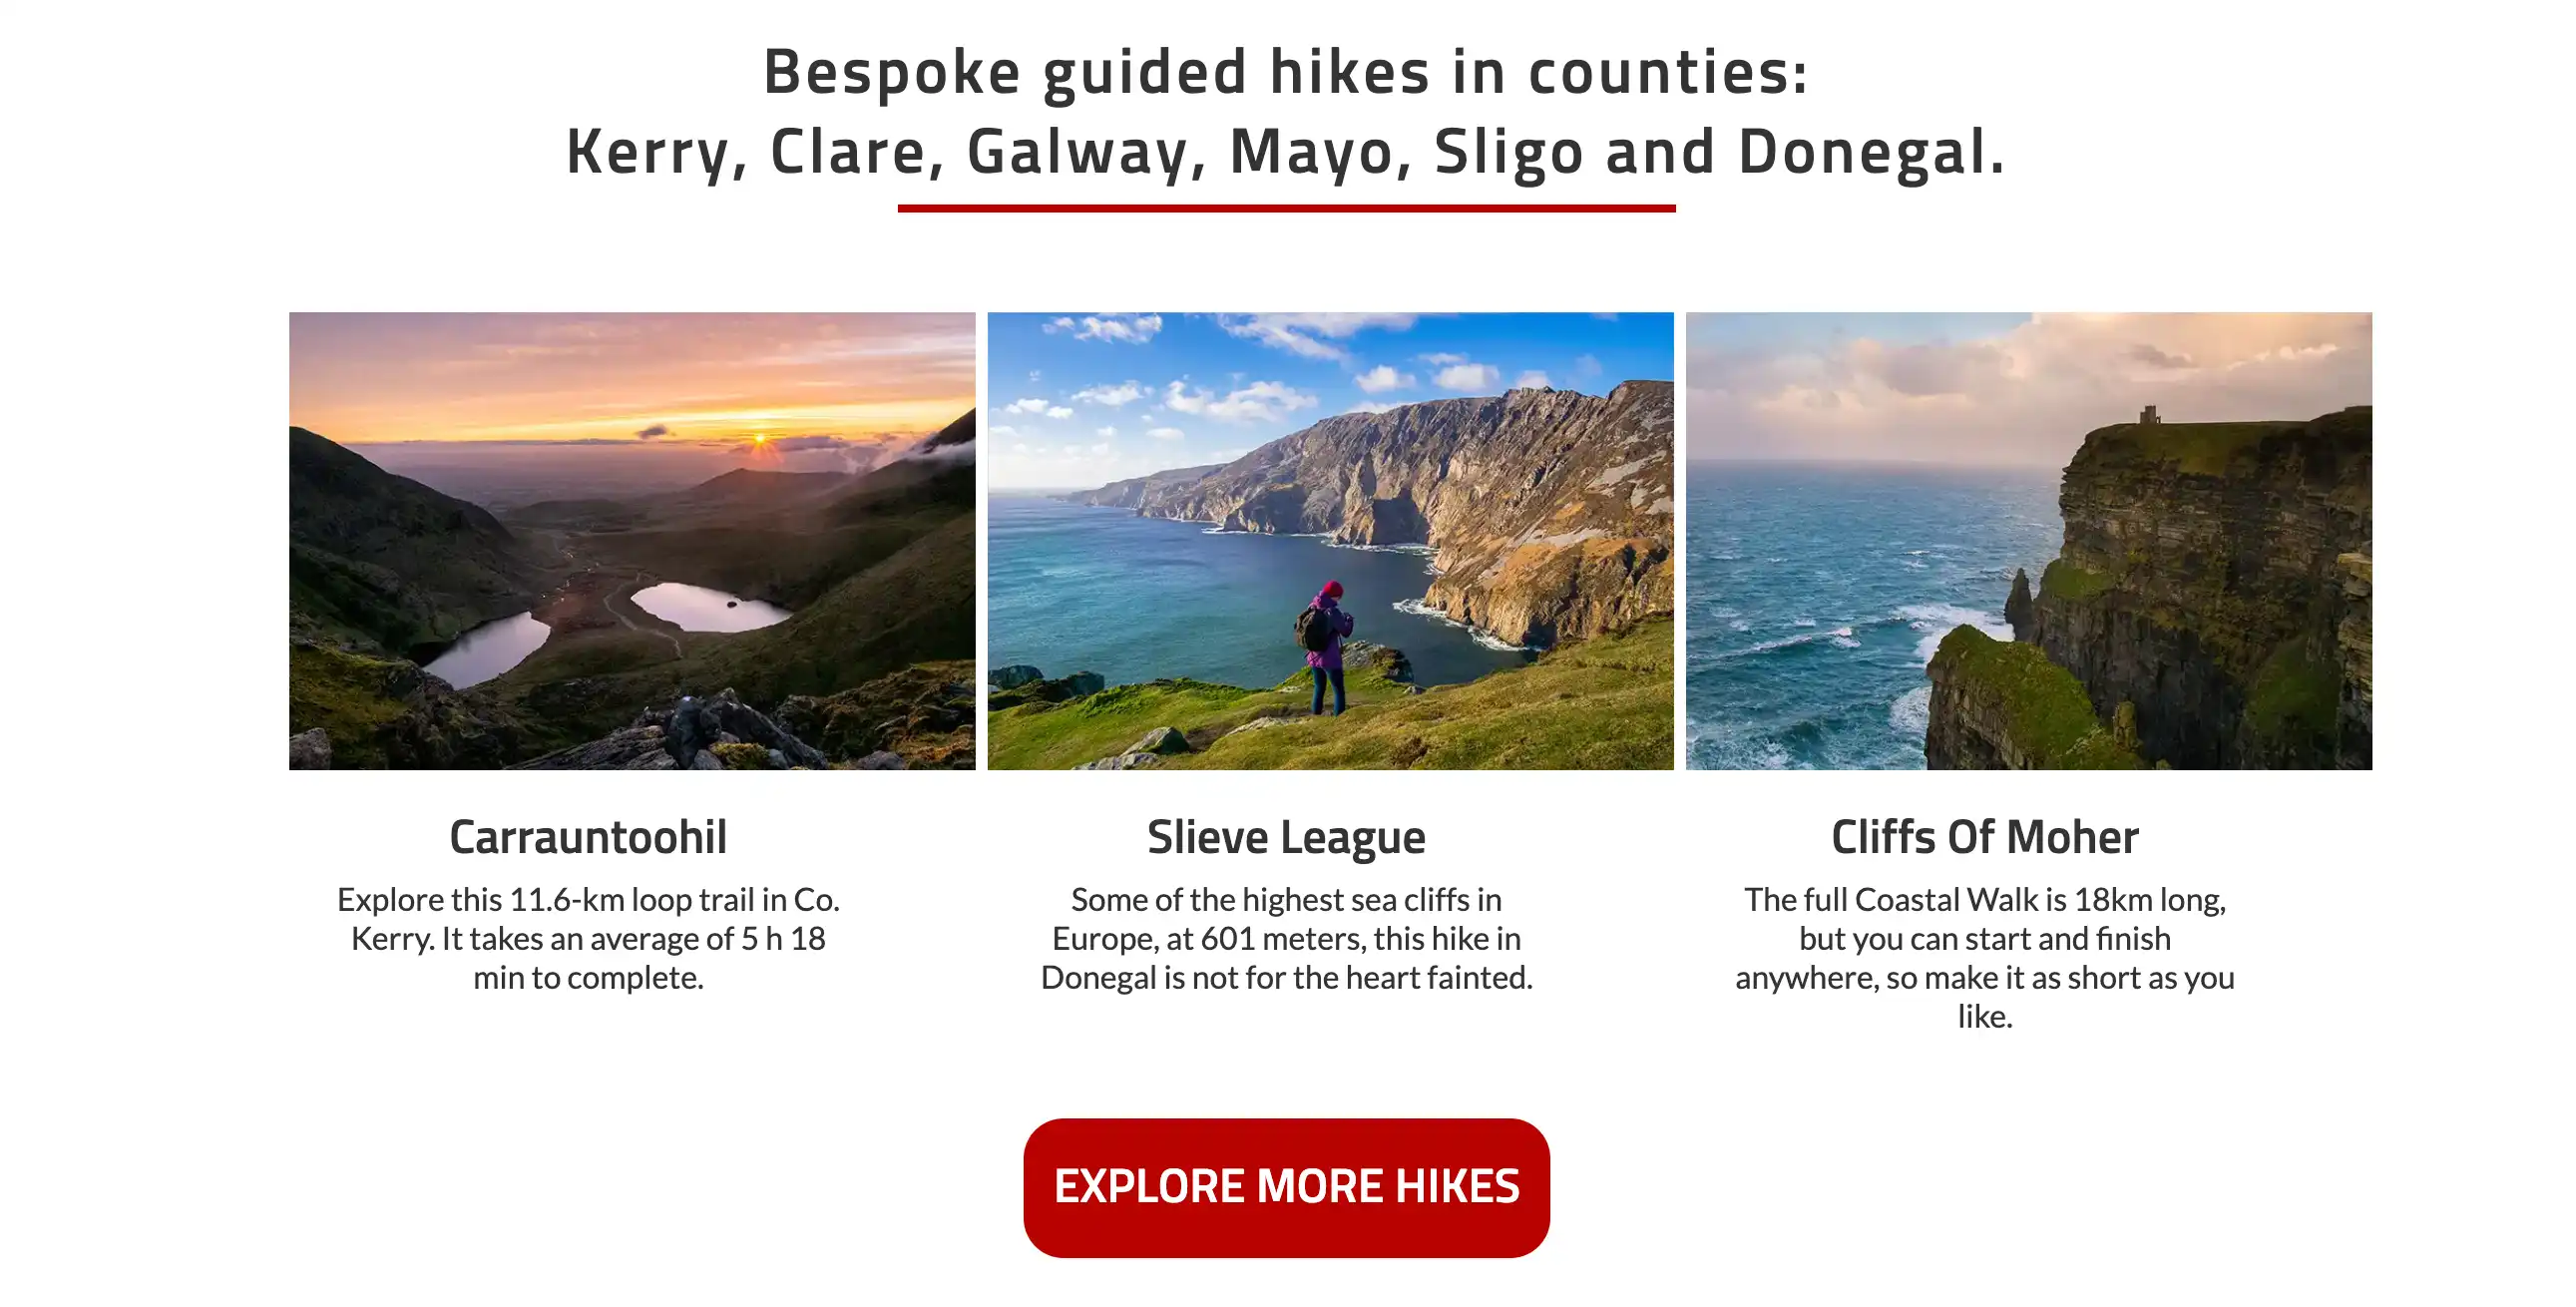 Bespoke guided hikes in counties:
Kerry, Clare, Galway, Mayo, Sligo and Donegal.
Carrauntoohil
Explore this 11.6-km loop trail in Co.
Kerry. It takes an average of 5 h 18
min to complete.
Slieve League
Some of the highest sea cliffs in
Europe, at 601 meters, this hike in
Donegal is not for the heart fainted.
Cliffs Of Moher
The full Coastal Walk is 18km long,
but you can start and finish
anywhere, so make it as short as you
like.
EXPLORE MORE HIKES